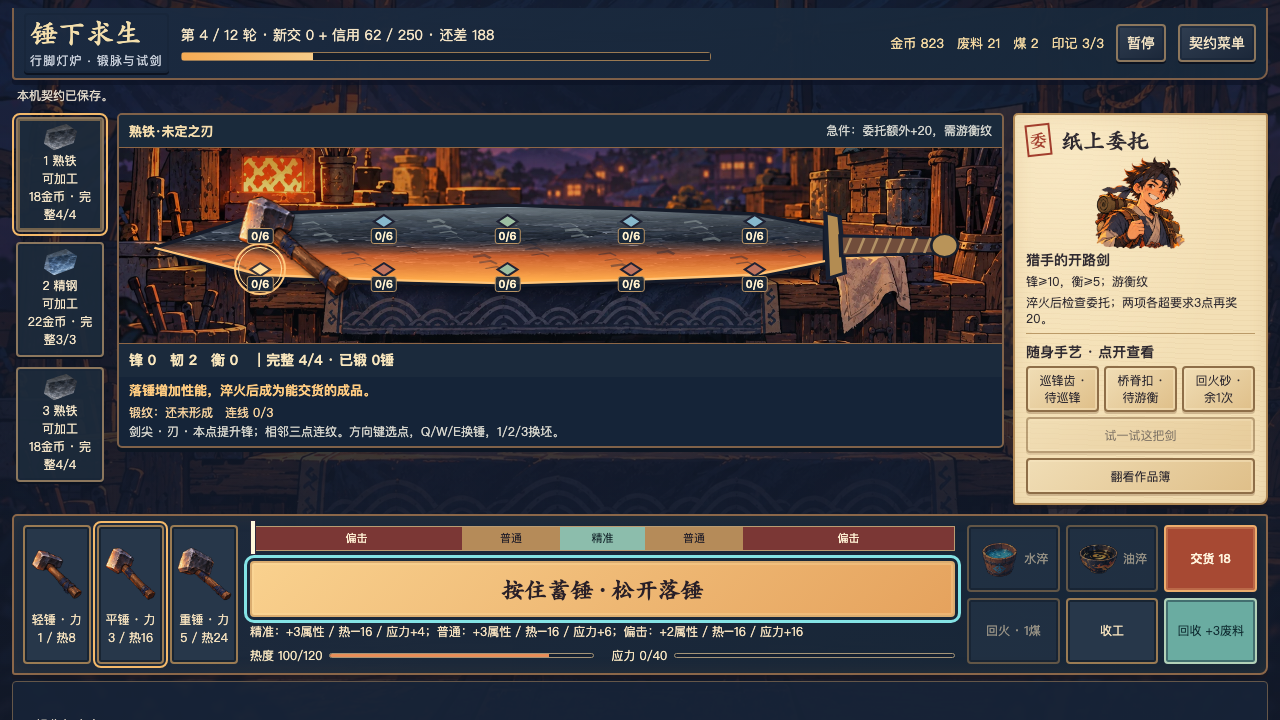 锤下求生
行脚灯炉 · 锻脉与试剑
第 4 / 12 轮 · 新交 0 + 信用 62 / 250 · 还差 188
金币 823 废料 21 煤 2 印记 3/3
暂停
契约菜单
本机契约已保存。
1 熟铁
可加工
18金币 · 完
整4/4
2 精钢
可加工
22金币 · 完
整3/3
3 熟铁
可加工
18金币 · 完
整4/4
熟铁·未定之刃
急件：委托额外+20，需游衡纹
0/6
0/6
0/6
0/6
0/6
0/6
0/6
0/6
0/6
0/6
锋 0 韧 2 衡 0 ｜完整 4/4 · 已锻 0锤
落锤增加性能，淬火后成为能交货的成品。
锻纹：还未形成 连线 0/3
剑尖 · 刃 · 本点提升锋；相邻三点连纹。方向键选点，Q/W/E换锤，1/2/3换坯。
委
纸上委托
猎手的开路剑
锋≥10，衡≥5；游衡纹
淬火后检查委托；两项各超要求3点再奖
20。
随身手艺 · 点开查看
巡锋齿 ·
待巡锋
桥脊扣 ·
待游衡
回火砂 ·
余1次
试一试这把剑
翻看作品簿
轻锤 · 力
1 / 热8
平锤 · 力
3 / 热16
重锤 · 力
5 / 热24
偏击
普通
精准
普通
偏击
按住蓄锤 · 松开落锤
精准：+3属性 / 热−16 / 应力+4；普通：+3属性 / 热−16 / 应力+6；偏击：+2属性 / 热−16 / 应力+16
热度 100/120
应力 0/40
水淬
油淬
交货 18
回火 · 1煤
收工
回收 +3废料